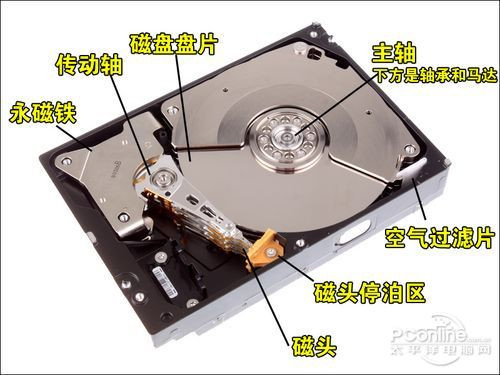 磁盘盘片
主轴
下方是轴承和马达
传动轴
永磁铁
空气过滤片
磁头停泊区
磁头
PConline
.com.cn
太平洋电脑网